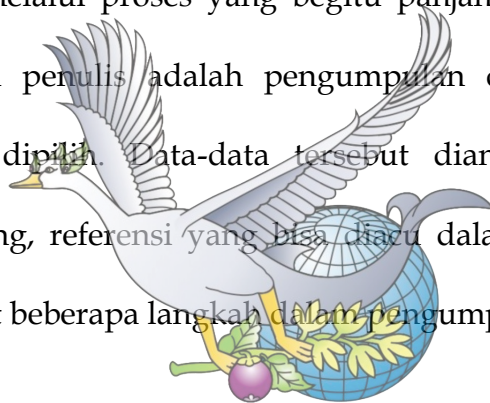 melalui proses yang begitu panjan
penulis adalah pengumpulan
dipilih. Data-data tersebut dian
ng, referensi yang bisa diacu dala
t beberapa langkah dalam pengump